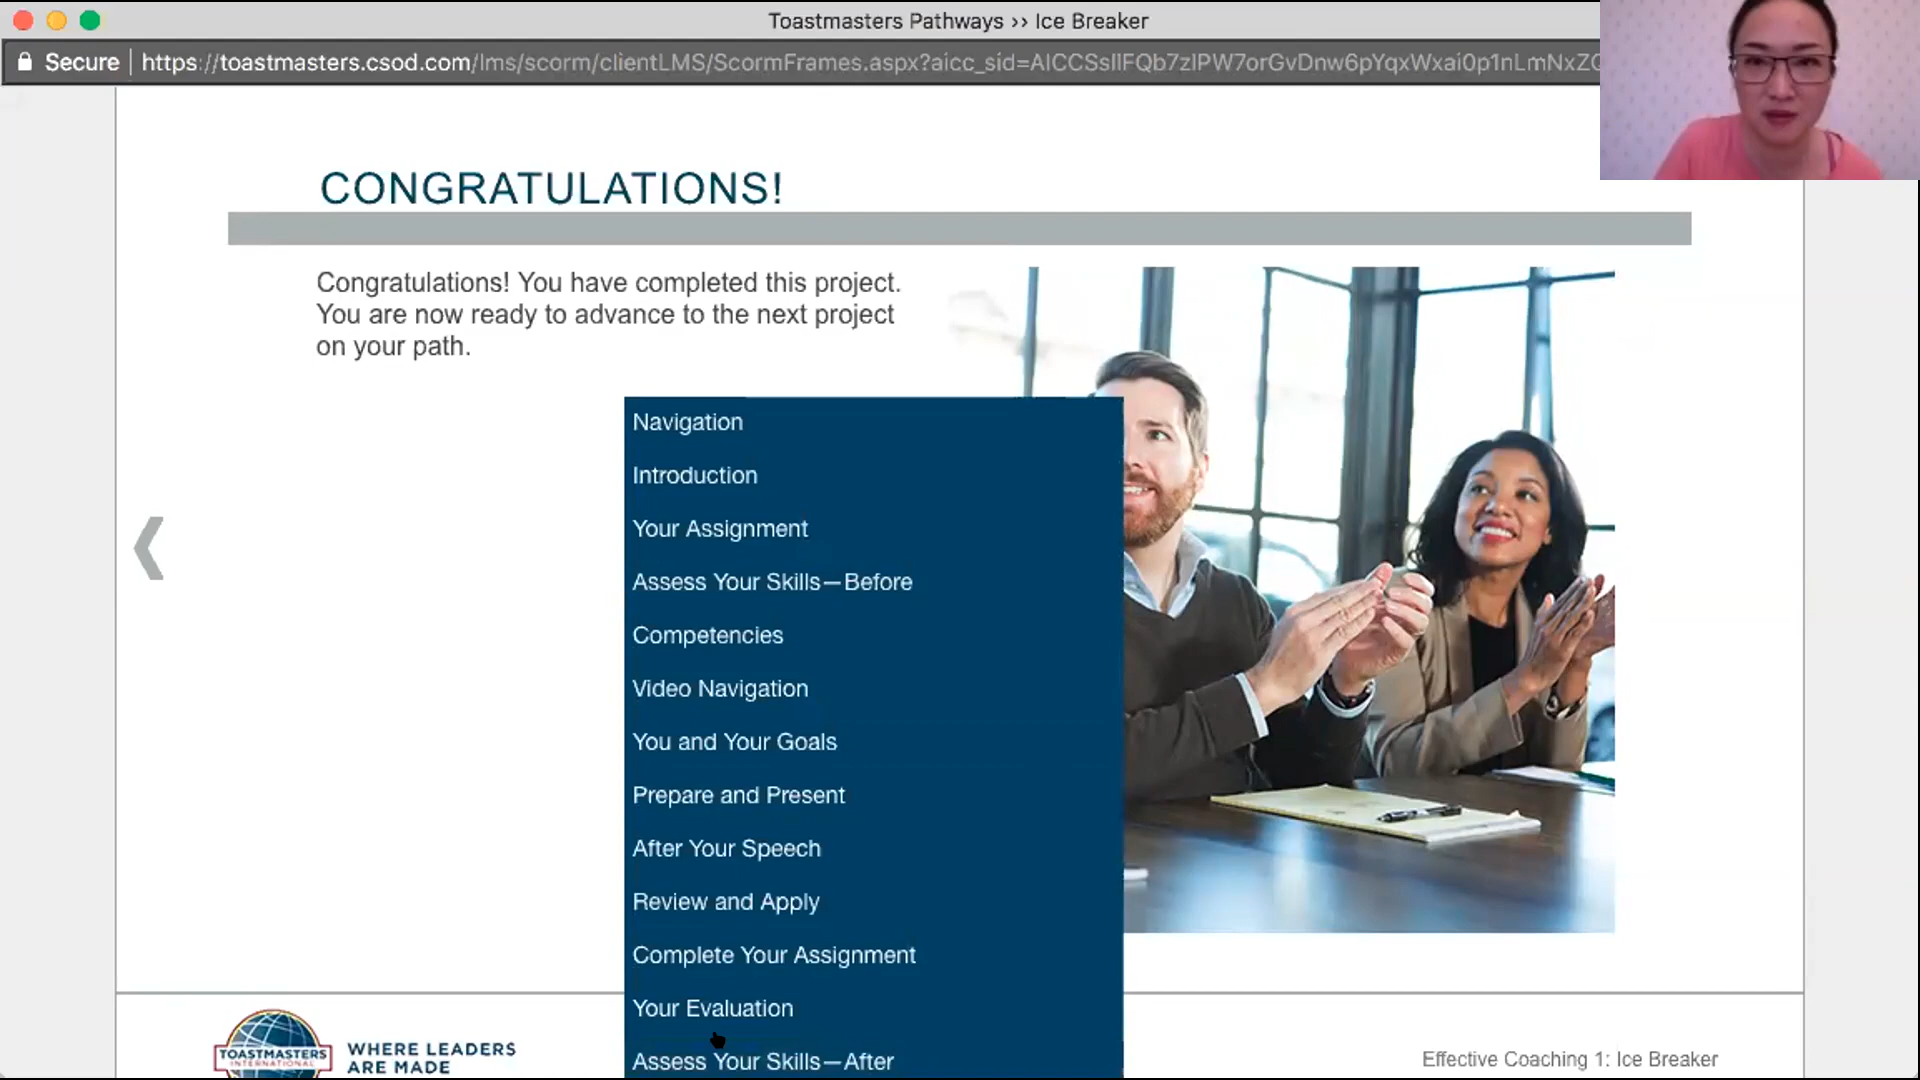 Toastmasters Pathways ›› Ice Breaker
Secure | https://toastmasters.csod.com/lms/scorm/clientLMS/ScormFrames.aspx?aicc_sid=
CONGRATULATIONS!
Congratulations! You have completed this project.
You are now ready to advance to the next project
on your path.
Navigation
Introduction
Your Assignment
Assess Your Skills—Before
Competencies
Video Navigation
You and Your Goals
Prepare and Present
After Your Speech
Review and Apply
Complete Your Assignment
Your Evaluation
Assess Your Skills—After
TOASTMASTERS
INTERNATIONAL
WHERE LEADERS
ARE MADE
Effective Coaching 1: Ice Breaker